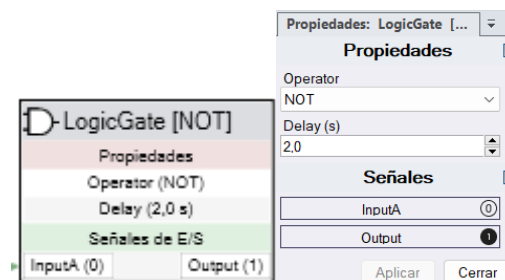 LogicGate [NOT]
Propiedades
Operator (NOT)
Delay (2,0 s)
Señales de E/S
InputA (0) Output (1)
Propiedades: LogicGate [...
Propiedades
Operator
NOT
Delay (s)
2,0
Señales
InputA 0
Output 1
Aplicar Cerrar